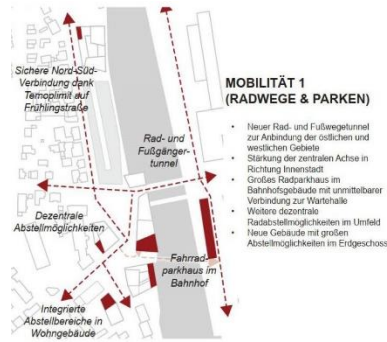 Sichere Nord-Süd-
Verbindung dank
Temoplimit auf
Frühlingstraße
Rad- und
Fußgänger-
tunnel
Dezentrale
Abstellmöglichkeiten
Fahrrad-
parkhaus im
Bahnhof
Integrierte
Abstellbereiche in
Wohngebäude
MOBILITÄT 1
(RADWEGE & PARKEN)
• Neuer Rad- und Fußwegetunnel
zur Anbindung der östlichen und
westlichen Gebiete
• Stärkung der zentralen Achse in
Richtung Innenstadt
• Großes Radparkhaus im
Bahnhofsgebäude mit unmittelbarer
Verbindung zur Wartehalle
• Weitere dezentrale
Radabstellmöglichkeiten im Umfeld
• Neue Gebäude mit großen
Abstellmöglichkeiten im Erdgeschoss